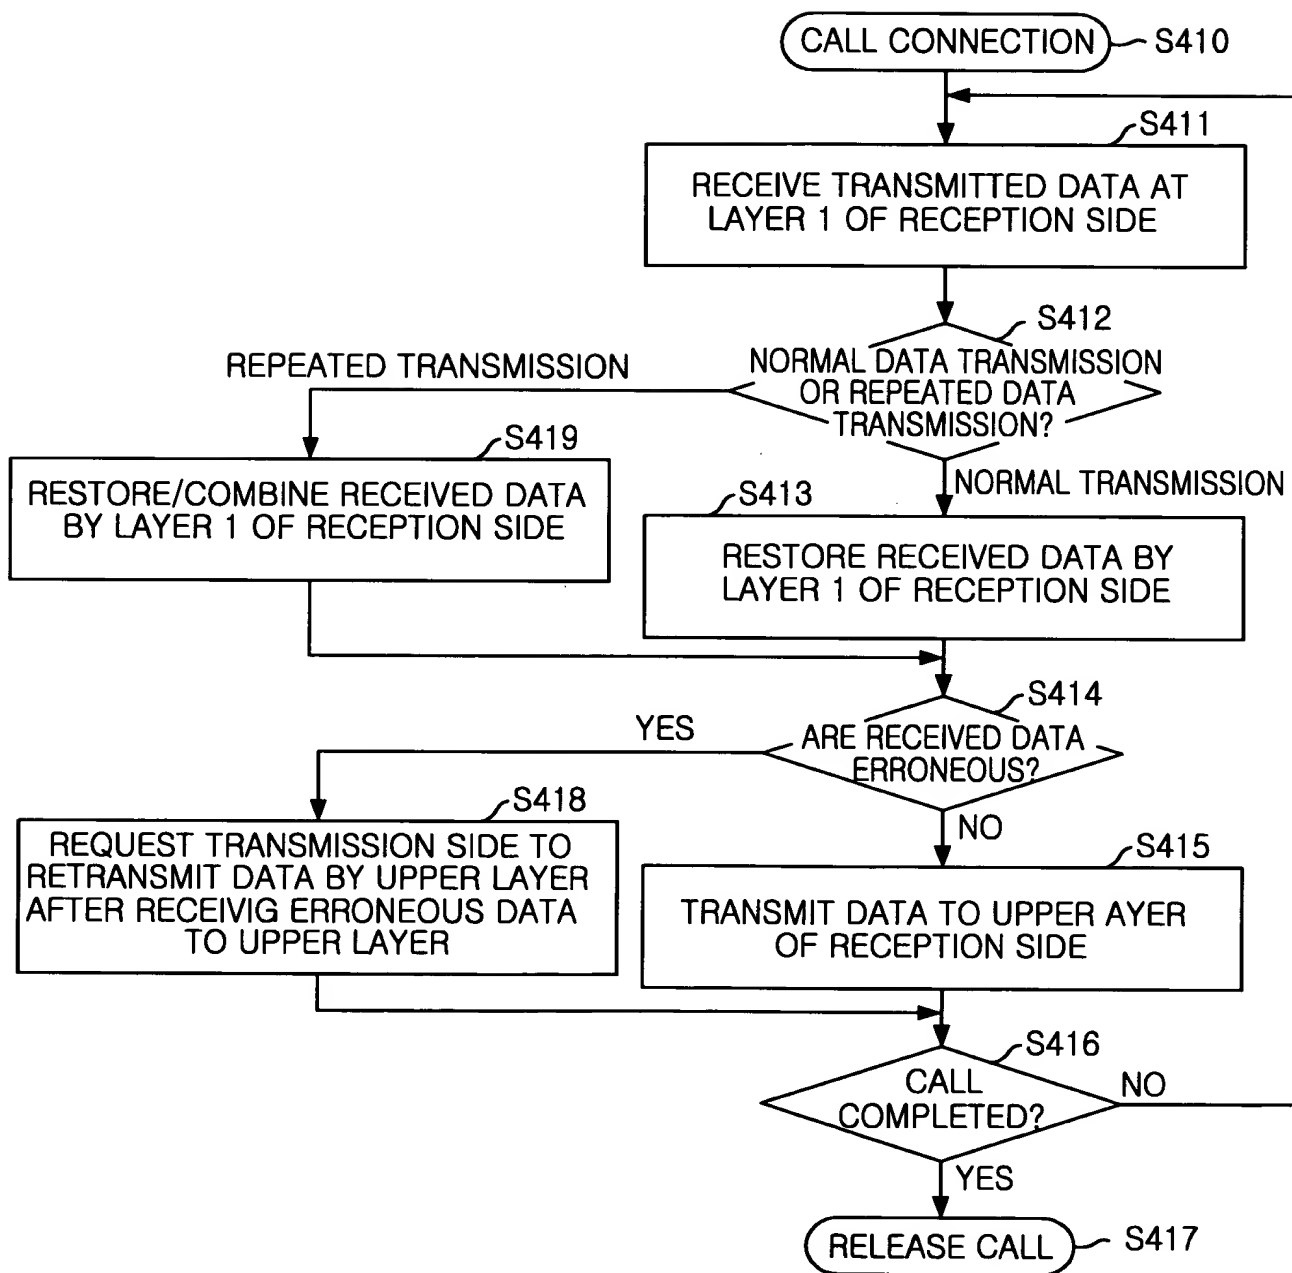 CALL CONNECTION
S410
S411
RECEIVE TRANSMITTED DATA AT
LAYER 1 OF RECEPTION SIDE
S412
NORMAL DATA TRANSMISSION
OR REPEATED DATA
TRANSMISSION?
REPEATED TRANSMISSION
S419
RESTORE/COMBINE RECEIVED DATA
BY LAYER 1 OF RECEPTION SIDE
NORMAL TRANSMISSION
S413
RESTORE RECEIVED DATA BY
LAYER 1 OF RECEPTION SIDE
S414
ARE RECEIVED DATA
ERRONEOUS?
YES
S418
REQUEST TRANSMISSION SIDE TO
RETRANSMIT DATA BY UPPER LAYER
AFTER RECEIVIG ERRONEOUS DATA
TO UPPER LAYER
NO
S415
TRANSMIT DATA TO UPPER AYER
OF RECEPTION SIDE
S416
CALL
COMPLETED?
NO
YES
RELEASE CALL
S417